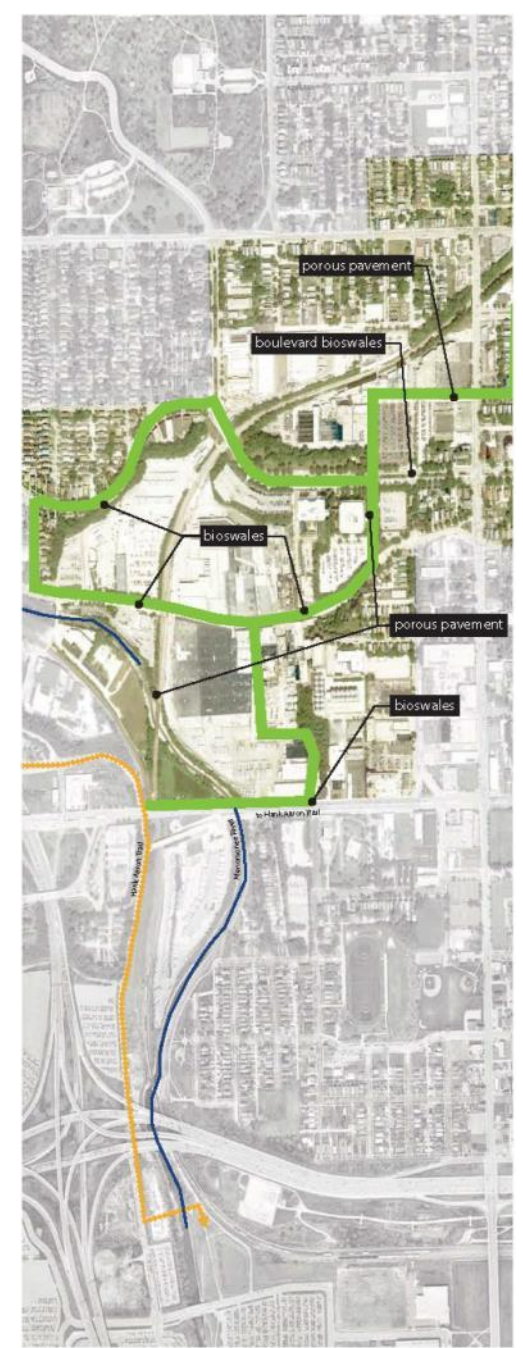 porous pavement
boulevard bioswales
bioswales
porous pavement
bioswales
to Hank Aaron Trail
Menomonee River
Hank Aaron Trail